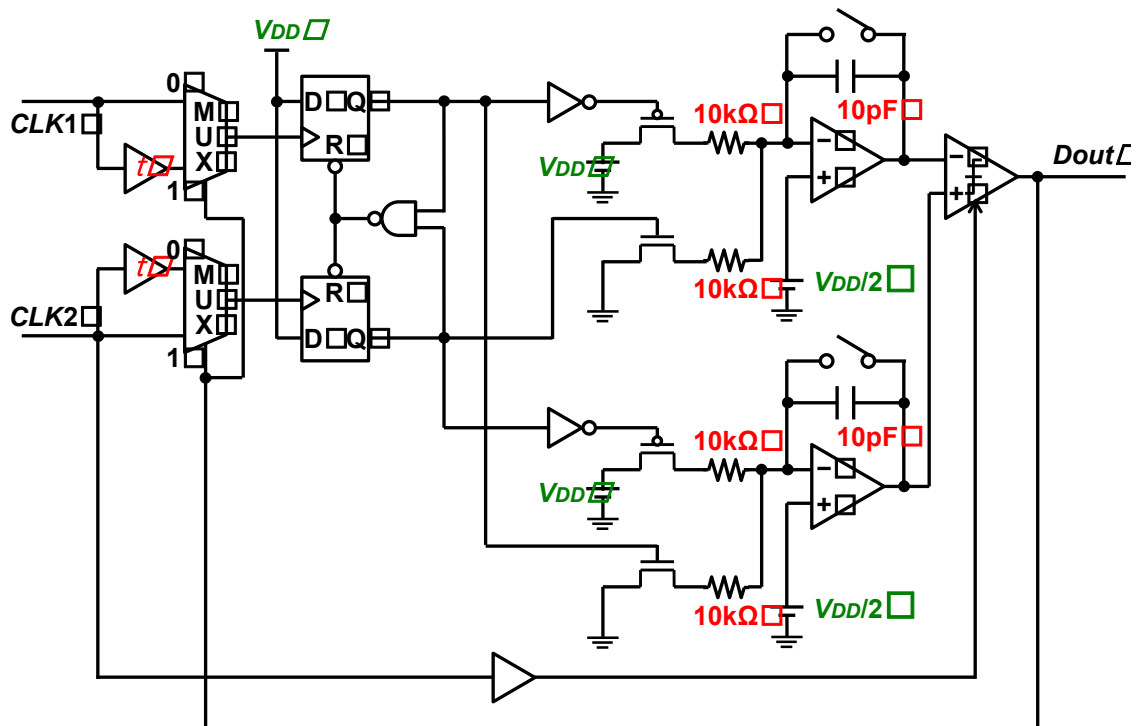 VDD
0
M
U
X
1
CLK1
t
D Q
R
10kΩ
10pF
VDD
−
+
−
+
Dout
10kΩ
VDD/2
0
M
U
X
1
t
CLK2
R
D Q
10kΩ
10pF
VDD
−
+
10kΩ
VDD/2